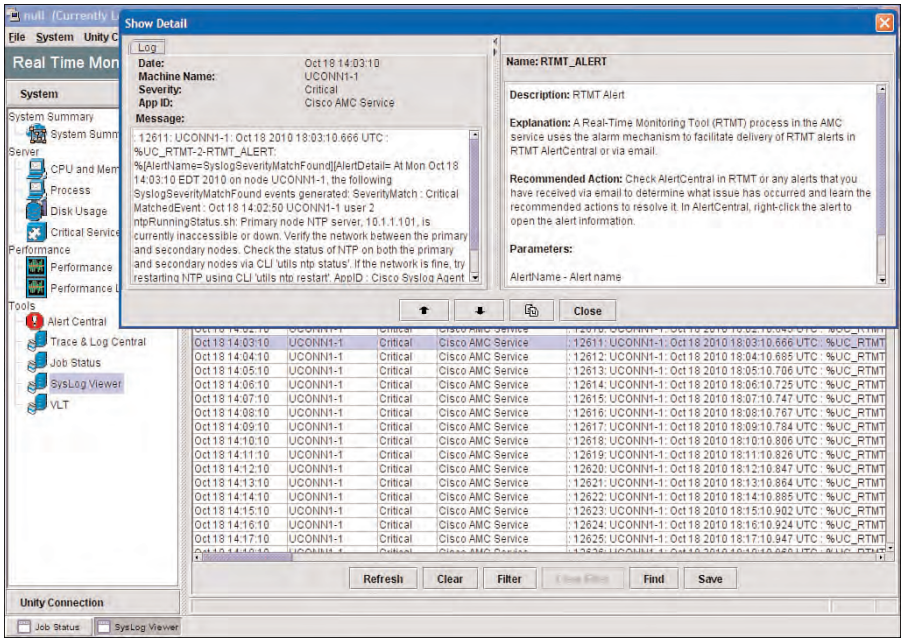 null (Currently L
Show Detail
File System Unity C
Real Time Mon
System
System Summary
System Summ
Server
CPU and Mem
Process
Disk Usage
Critical Service
Performance
Performance
Performance L
Tools
Alert Central
Trace & Log Central
Job Status
SysLog Viewer
VLT
Unity Connection
Log
Date: Oct 18 14:03:10
Machine Name: UCONN1-1
Severity: Critical
App ID: Cisco AMC Service
Message:
: 12611: UCONN1-1: Oct 18 2010 18:03:10.666 UTC :
%UC_RTMT-2-RTMT_ALERT:
%[AlertName=SyslogSeverityMatchFound][AlertDetail= At Mon Oct 18
14:03:10 EDT 2010 on node UCONN1-1, the following
SyslogSeverityMatchFound events generated: SeverityMatch : Critical
MatchedEvent : Oct 18 14:02:50 UCONN1-1 user 2
ntpRunningStatus.sh: Primary node NTP server, 10.1.1.101, is
currently inaccessible or down. Verify the network between the primary
and secondary nodes. Check the status of NTP on both the primary
and secondary nodes via CLI 'utils ntp status'. If the network is fine, try
restarting NTP using CLI 'utils ntp restart'. AppID : Cisco Syslog Agent
Name: RTMT_ALERT
Description: RTMT Alert
Explanation: A Real-Time Monitoring Tool (RTMT) process in the AMC
service uses the alarm mechanism to facilitate delivery of RTMT alerts in
RTMT AlertCentral or via email.
Recommended Action: Check AlertCentral in RTMT or any alerts that you
have received via email to determine what issue has occurred and learn the
recommended actions to resolve it. In AlertCentral, right-click the alert to
open the alert information.
Parameters:
AlertName - Alert name
Close
Oct 18 14:03:10 UCONN1-1 Critical Cisco AMC Service : 12611: UCONN1-1: Oct 18 2010 18:03:10.666 UTC : %UC_RTMT
Oct 18 14:04:10 UCONN1-1 Critical Cisco AMC Service : 12612: UCONN1-1: Oct 18 2010 18:04:10.685 UTC : %UC_RTMT
Oct 18 14:05:10 UCONN1-1 Critical Cisco AMC Service : 12613: UCONN1-1: Oct 18 2010 18:05:10.706 UTC : %UC_RTMT
Oct 18 14:06:10 UCONN1-1 Critical Cisco AMC Service : 12614: UCONN1-1: Oct 18 2010 18:06:10.725 UTC : %UC_RTMT
Oct 18 14:07:10 UCONN1-1 Critical Cisco AMC Service : 12615: UCONN1-1: Oct 18 2010 18:07:10.747 UTC : %UC_RTMT
Oct 18 14:08:10 UCONN1-1 Critical Cisco AMC Service : 12616: UCONN1-1: Oct 18 2010 18:08:10.767 UTC : %UC_RTMT
Oct 18 14:09:10 UCONN1-1 Critical Cisco AMC Service : 12617: UCONN1-1: Oct 18 2010 18:09:10.784 UTC : %UC_RTMT
Oct 18 14:10:10 UCONN1-1 Critical Cisco AMC Service : 12618: UCONN1-1: Oct 18 2010 18:10:10.806 UTC : %UC_RTMT
Oct 18 14:11:10 UCONN1-1 Critical Cisco AMC Service : 12619: UCONN1-1: Oct 18 2010 18:11:10.826 UTC : %UC_RTMT
Oct 18 14:12:10 UCONN1-1 Critical Cisco AMC Service : 12620: UCONN1-1: Oct 18 2010 18:12:10.847 UTC : %UC_RTMT
Oct 18 14:13:10 UCONN1-1 Critical Cisco AMC Service : 12621: UCONN1-1: Oct 18 2010 18:13:10.864 UTC : %UC_RTMT
Oct 18 14:14:10 UCONN1-1 Critical Cisco AMC Service : 12622: UCONN1-1: Oct 18 2010 18:14:10.885 UTC : %UC_RTMT
Oct 18 14:15:10 UCONN1-1 Critical Cisco AMC Service : 12623: UCONN1-1: Oct 18 2010 18:15:10.902 UTC : %UC_RTMT
Oct 18 14:16:10 UCONN1-1 Critical Cisco AMC Service : 12624: UCONN1-1: Oct 18 2010 18:16:10.924 UTC : %UC_RTMT
Oct 18 14:17:10 UCONN1-1 Critical Cisco AMC Service : 12625: UCONN1-1: Oct 18 2010 18:17:10.947 UTC : %UC_RTMT
Refresh Clear Filter Clear Filter Find Save
Job Status SysLog Viewer